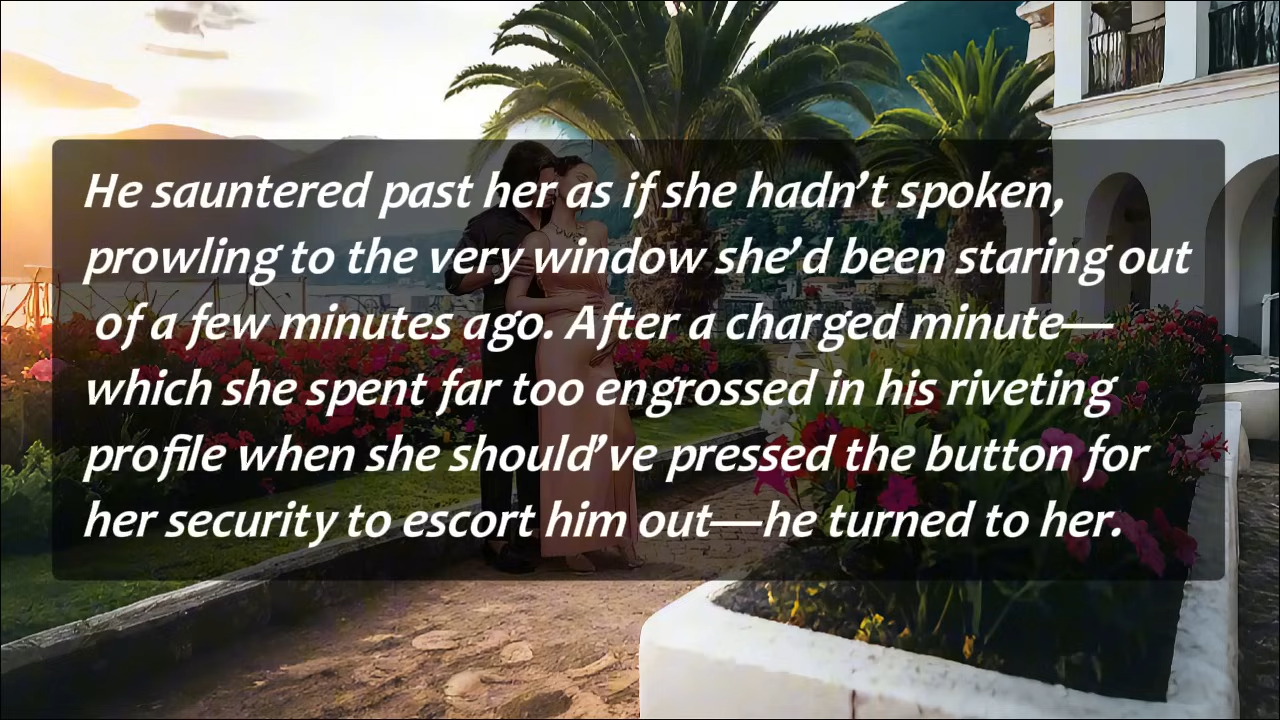 He sauntered past her as if she hadn’t spoken,
prowling to the very window she’d been staring out
of a few minutes ago. After a charged minute—
which she spent far too engrossed in his riveting
profile when she should’ve pressed the button for
her security to escort him out—he turned to her.